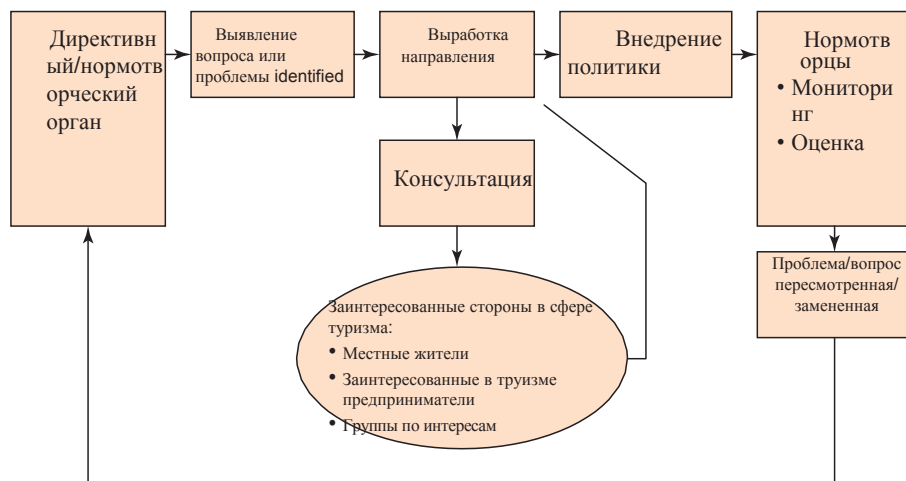 Директивн
ый/нормотв
орческий
орган
Выявление
вопроса или
проблемы identified
Выработка
направления
Внедрение
политики
Нормотв
орцы
• Монитори
нг
• Оценка
Консультация
Проблема/вопрос
пересмотренная/
замененная
Заинтересованные стороны в сфере
туризма:
• Местные жители
• Заинтересованные в труизме
предприниматели
• Группы по интересам